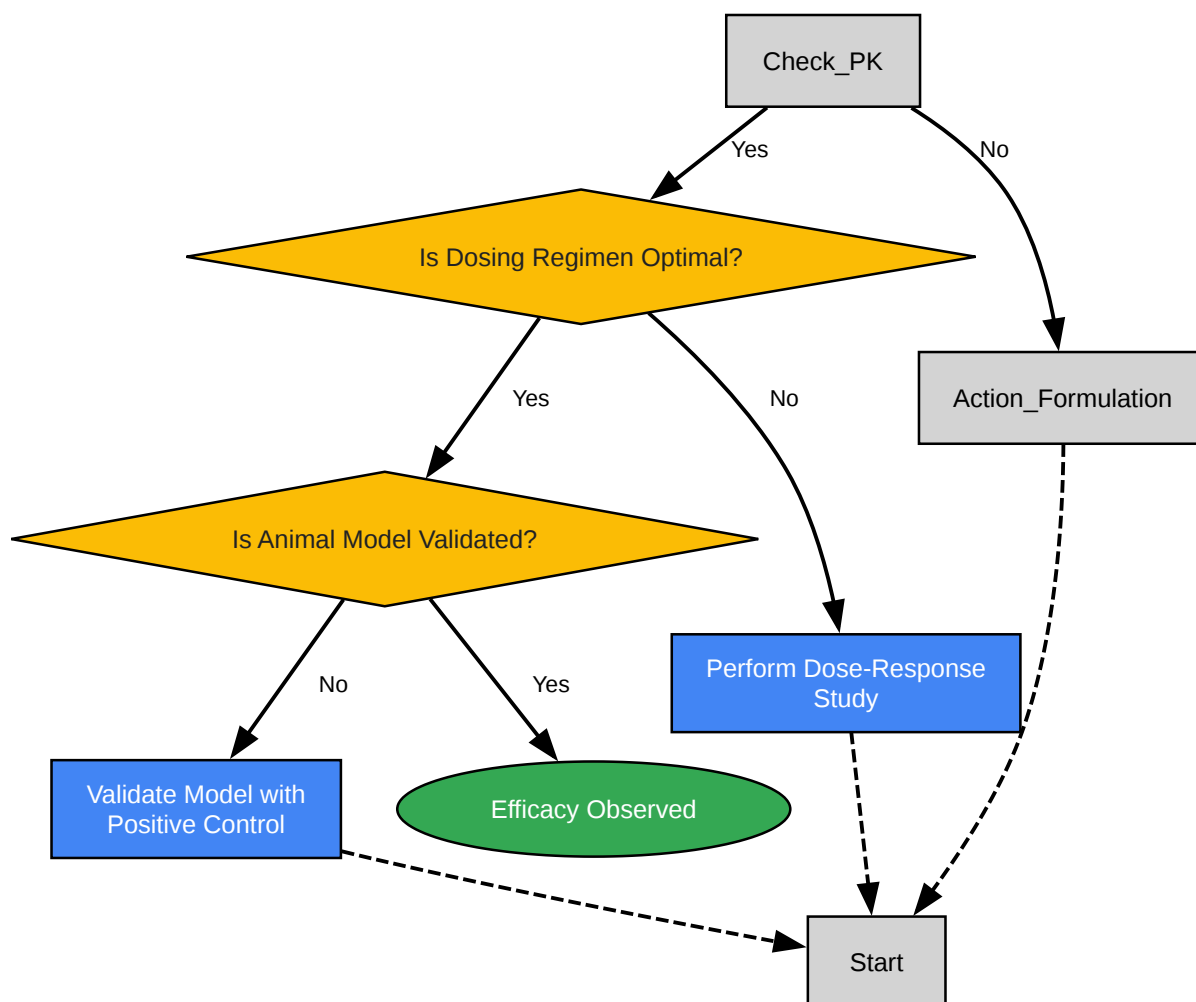 Check_PK
Yes
No
Is Dosing Regimen Optimal?
Yes
No
Action_Formulation
Is Animal Model Validated?
No
Yes
Perform Dose-Response
Study
Validate Model with
Positive Control
Efficacy Observed
Start